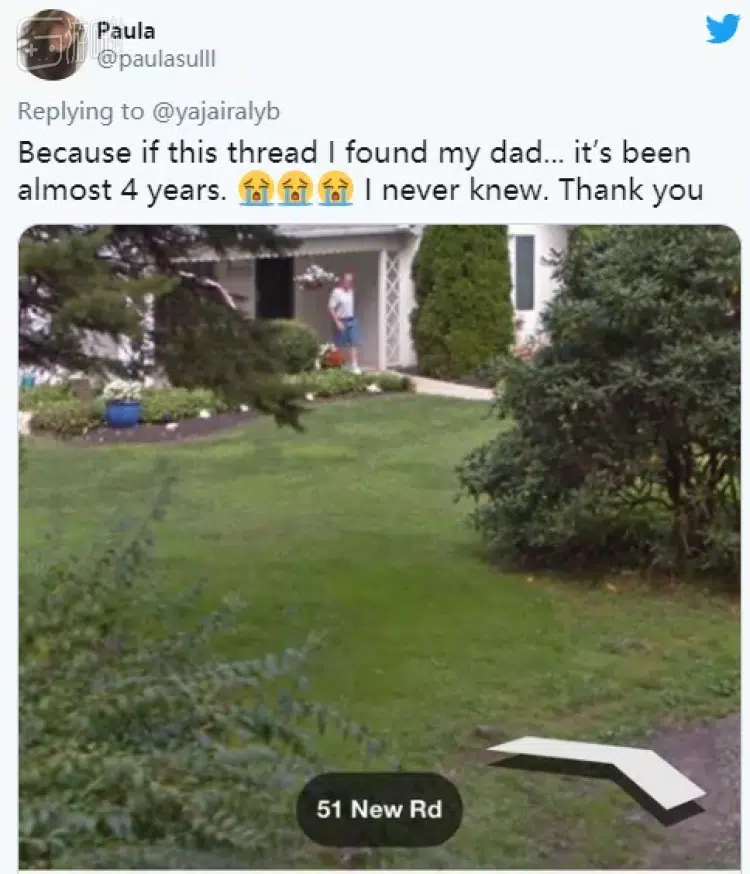 Paula
@paulasulll
Replying to @yajairalyb
Because if this thread I found my dad... it's been
almost 4 years. 😭😭😭 I never knew. Thank you
51 New Rd